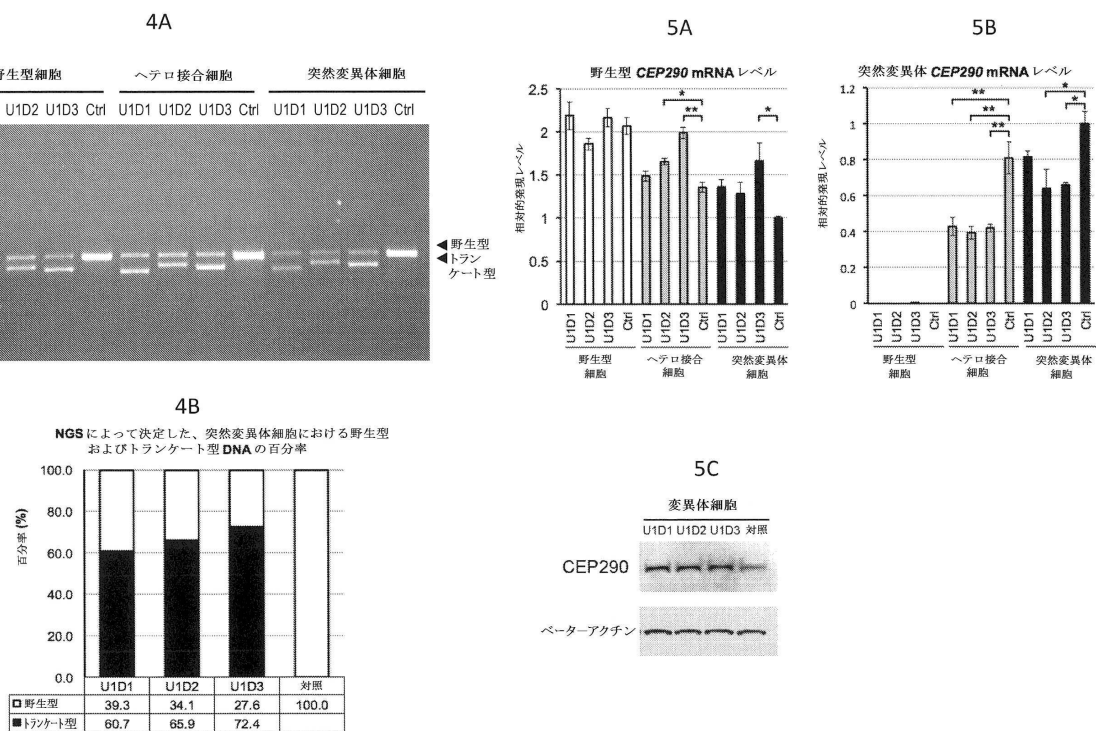 4A
野生型細胞 ヘテロ接合細胞 突然変異体細胞
U1D2 U1D3 Ctrl U1D1 U1D2 U1D3 Ctrl U1D1 U1D2 U1D3 Ctrl
◀野生型
◀トラン
ケート型
4B
NGSによって決定した、突然変異体細胞における野生型
およびトランケート型DNAの百分率
百分率 (%)
100.0
80.0
60.0
40.0
20.0
0.0
U1D1 U1D2 U1D3 対照
野生型 39.3 34.1 27.6 100.0
トランケート型 60.7 65.9 72.4
5A
野生型 CEP290 mRNA レベル
相対的発現レベル
2.5
2
1.5
1
0.5
0
* ** *
U1D1 U1D2 U1D3 Ctrl U1D1 U1D2 U1D3 Ctrl U1D1 U1D2 U1D3 Ctrl
野生型 ヘテロ接合 突然変異体
細胞 細胞 細胞
5B
突然変異体 CEP290 mRNA レベル
相対的発現レベル
1.2
1
0.8
0.6
0.4
0.2
0
** ** ** * *
U1D1 U1D2 U1D3 Ctrl U1D1 U1D2 U1D3 Ctrl U1D1 U1D2 U1D3 Ctrl
野生型 ヘテロ接合 突然変異体
細胞 細胞 細胞
5C
変異体細胞
U1D1 U1D2 U1D3 対照
CEP290
ベーターアクチン